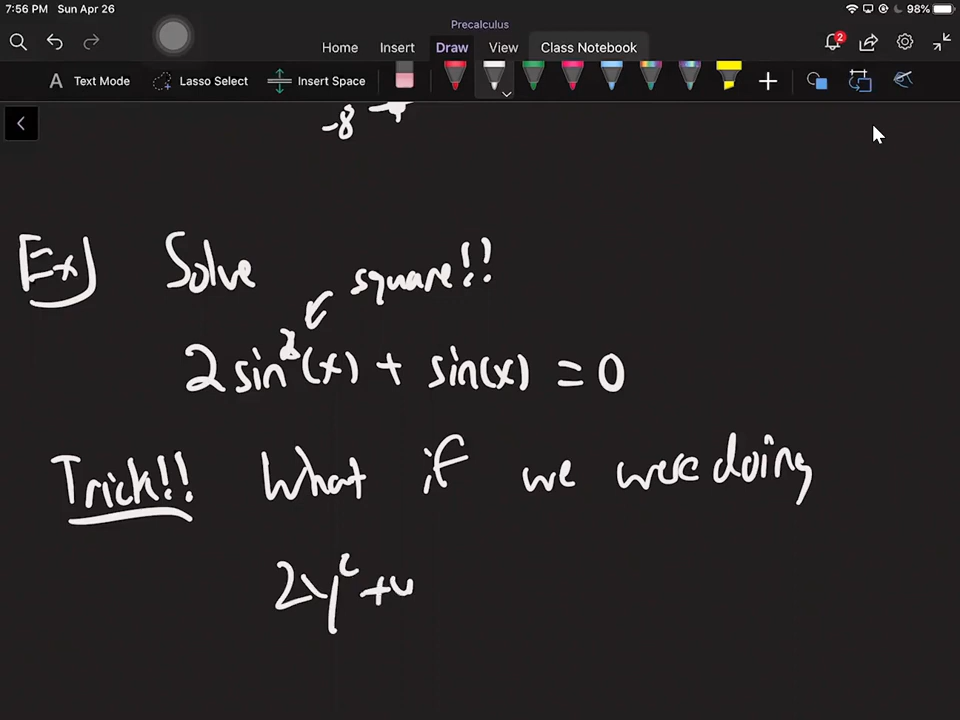 7:56 PM Sun Apr 26
98%
Precalculus
Home Insert Draw View Class Notebook
2
Text Mode Lasso Select Insert Space
-8
Ex) Solve square!!
2 sin²(x) + sin(x) = 0
Trick!! What if we were doing
2y² +